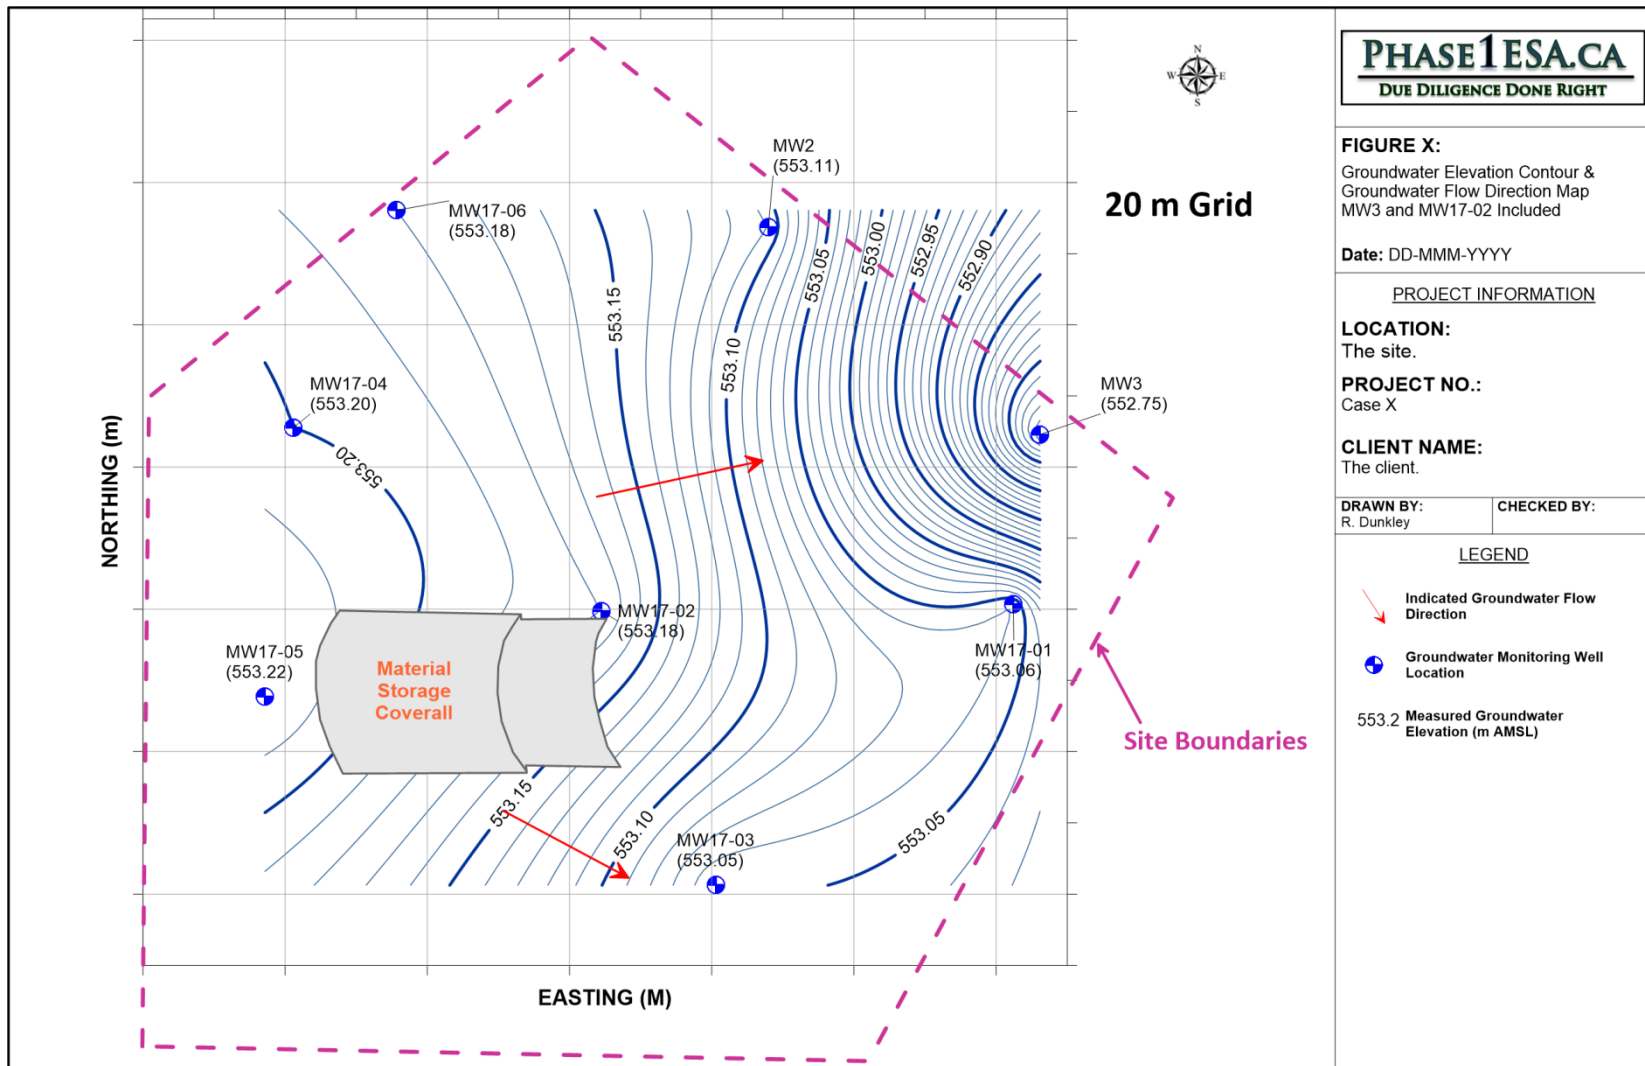 N
W E
S
PHASE1ESA.CA
DUE DILIGENCE DONE RIGHT
FIGURE X:
Groundwater Elevation Contour &
Groundwater Flow Direction Map
MW3 and MW17-02 Included
Date: DD-MMM-YYYY
PROJECT INFORMATION
LOCATION:
The site.
PROJECT NO.:
Case X
CLIENT NAME:
The client.
DRAWN BY:
R. Dunkley
CHECKED BY:
LEGEND
Indicated Groundwater Flow
Direction
Groundwater Monitoring Well
Location
553.2
Measured Groundwater
Elevation (m AMSL)
20 m Grid
MW2
(553.11)
MW17-06
(553.18)
553.15
553.10
553.05
553.00
552.95
552.90
MW17-04
(553.20)
MW3
(552.75)
553.20
NORTHING (m)
MW17-02
(553.18)
MW17-05
(553.22)
MW17-01
(553.06)
Material
Storage
Coverall
Site Boundaries
553.15
553.10
MW17-03
(553.05)
553.05
EASTING (M)